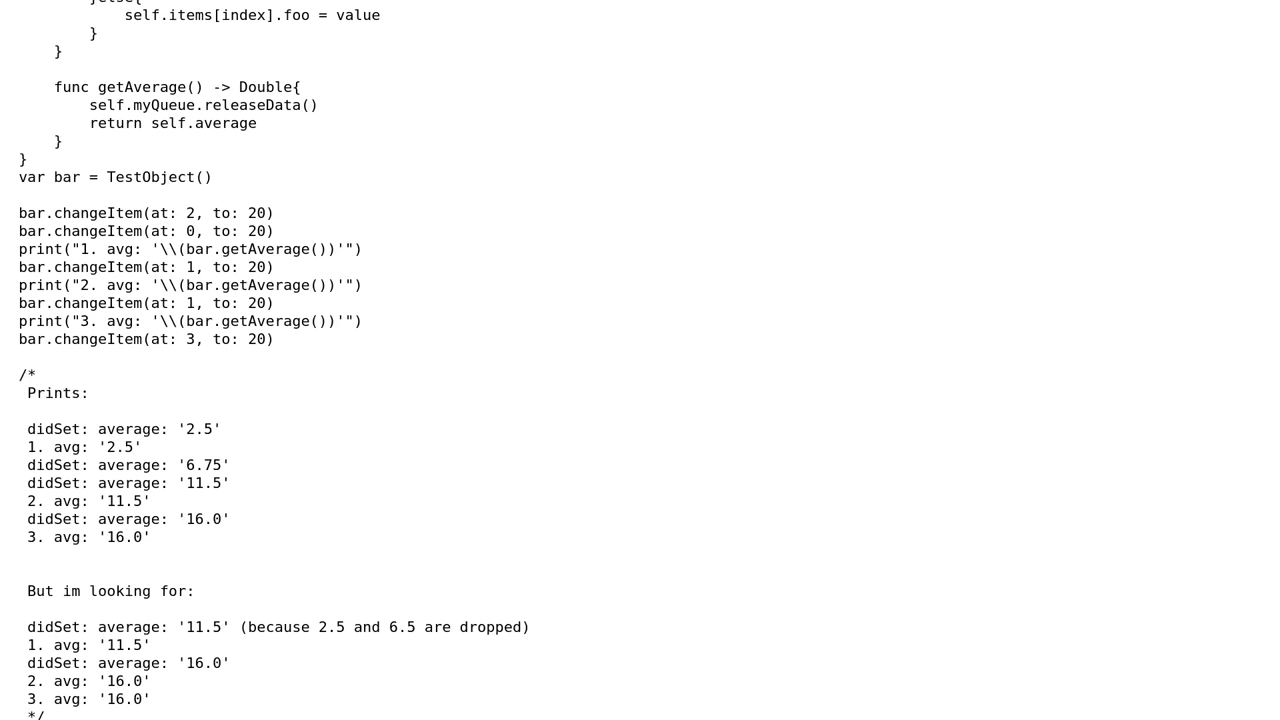 }else{
            self.items[index].foo = value
        }
    }

    func getAverage() -> Double{
        self.myQueue.releaseData()
        return self.average
    }
}
var bar = TestObject()

bar.changeItem(at: 2, to: 20)
bar.changeItem(at: 0, to: 20)
print("1. avg: '\\(bar.getAverage())'")
bar.changeItem(at: 1, to: 20)
print("2. avg: '\\(bar.getAverage())'")
bar.changeItem(at: 1, to: 20)
print("3. avg: '\\(bar.getAverage())'")
bar.changeItem(at: 3, to: 20)

/*
 Prints:

 didSet: average: '2.5'
 1. avg: '2.5'
 didSet: average: '6.75'
 didSet: average: '11.5'
 2. avg: '11.5'
 didSet: average: '16.0'
 3. avg: '16.0'


 But im looking for:

 didSet: average: '11.5' (because 2.5 and 6.5 are dropped)
 1. avg: '11.5'
 didSet: average: '16.0'
 2. avg: '16.0'
 3. avg: '16.0'
 */